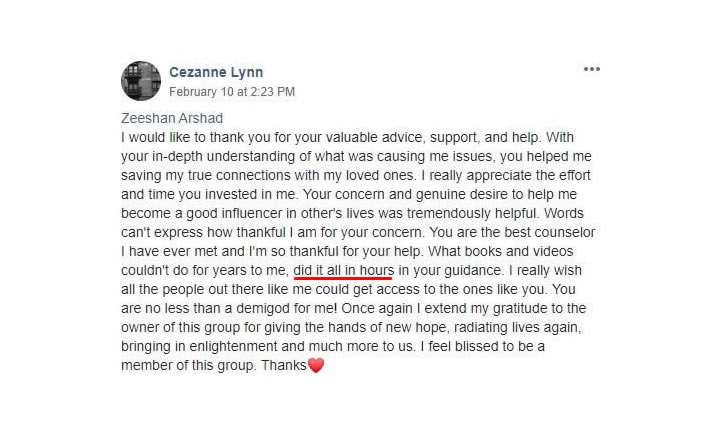 Cezanne Lynn
February 10 at 2:23 PM
Zeeshan Arshad
I would like to thank you for your valuable advice, support, and help. With
your in-depth understanding of what was causing me issues, you helped me
saving my true connections with my loved ones. I really appreciate the effort
and time you invested in me. Your concern and genuine desire to help me
become a good influencer in other's lives was tremendously helpful. Words
can't express how thankful I am for your concern. You are the best counselor
I have ever met and I'm so thankful for your help. What books and videos
couldn't do for years to me, did it all in hours in your guidance. I really wish
all the people out there like me could get access to the ones like you. You
are no less than a demigod for me! Once again I extend my gratitude to the
owner of this group for giving the hands of new hope, radiating lives again,
bringing in enlightenment and much more to us. I feel blissed to be a
member of this group. Thanks❤️